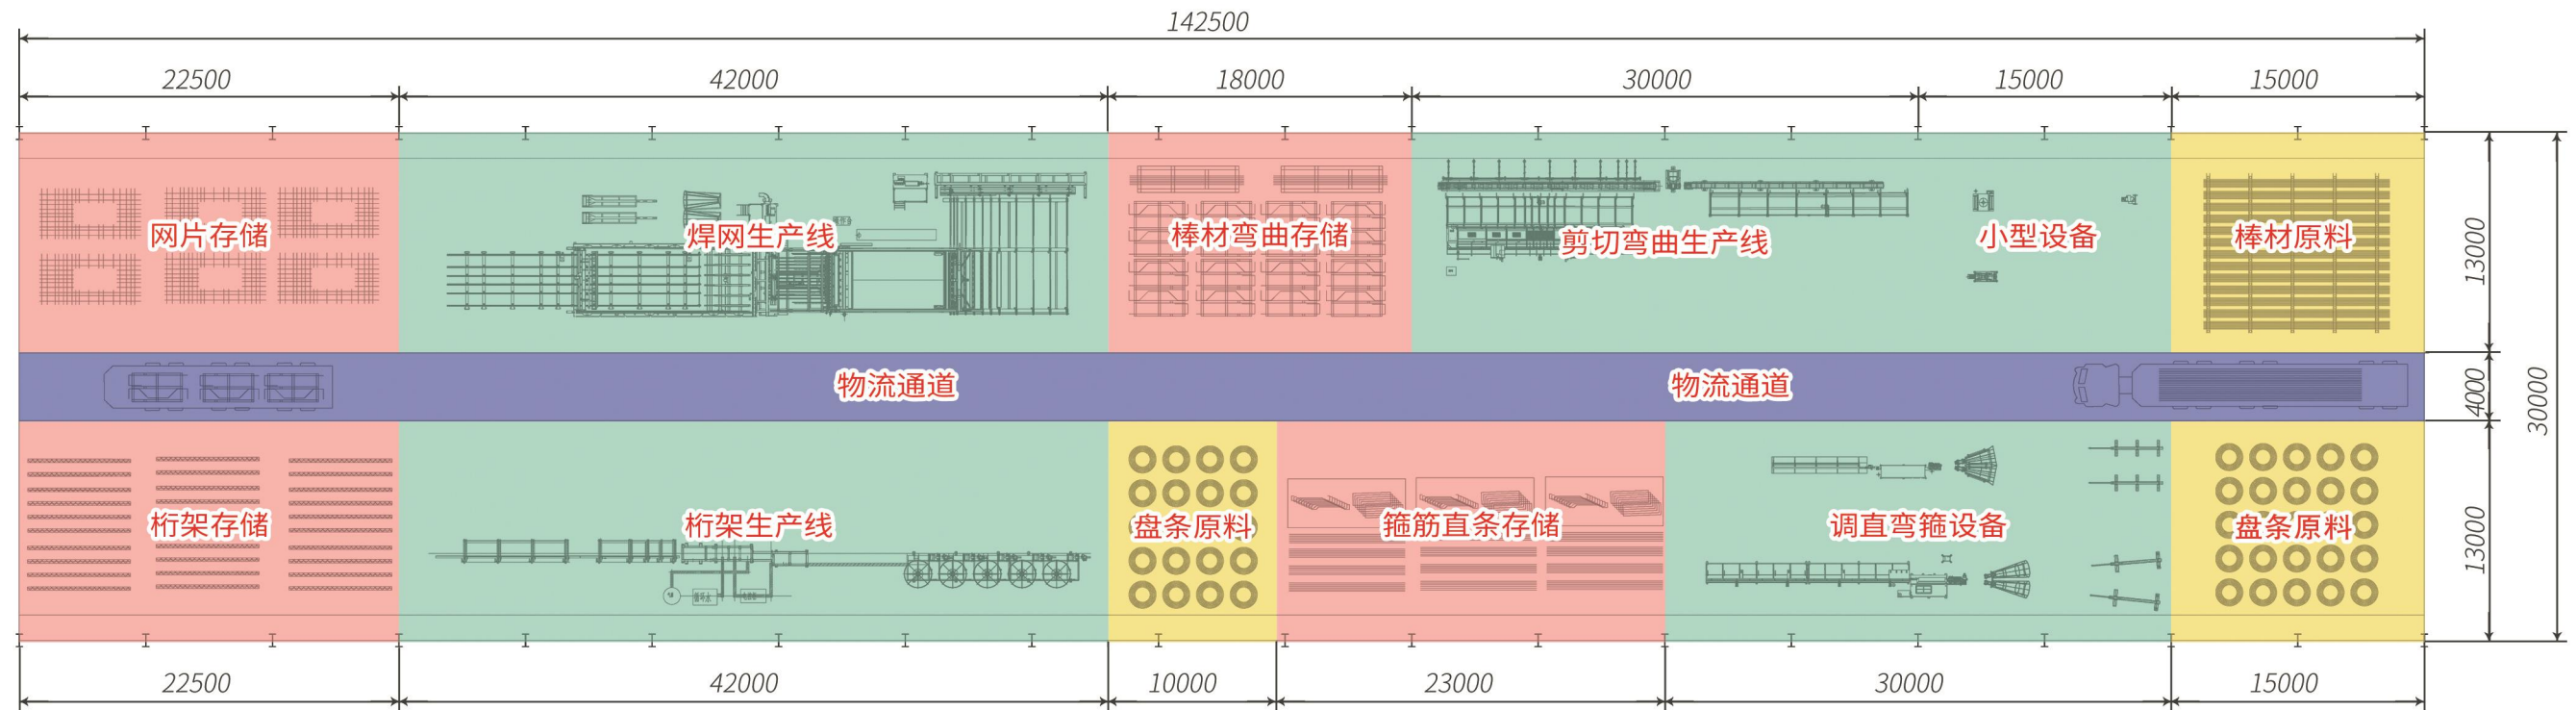 142500
22500
42000
18000
30000
15000
15000
网片存储
焊网生产线
棒材弯曲存储
剪切弯曲生产线
小型设备
棒材原料
13000
物流通道
物流通道
4000
30000
桁架存储
桁架生产线
盘条原料
箍筋直条存储
调直弯箍设备
盘条原料
13000
22500
42000
10000
23000
30000
15000